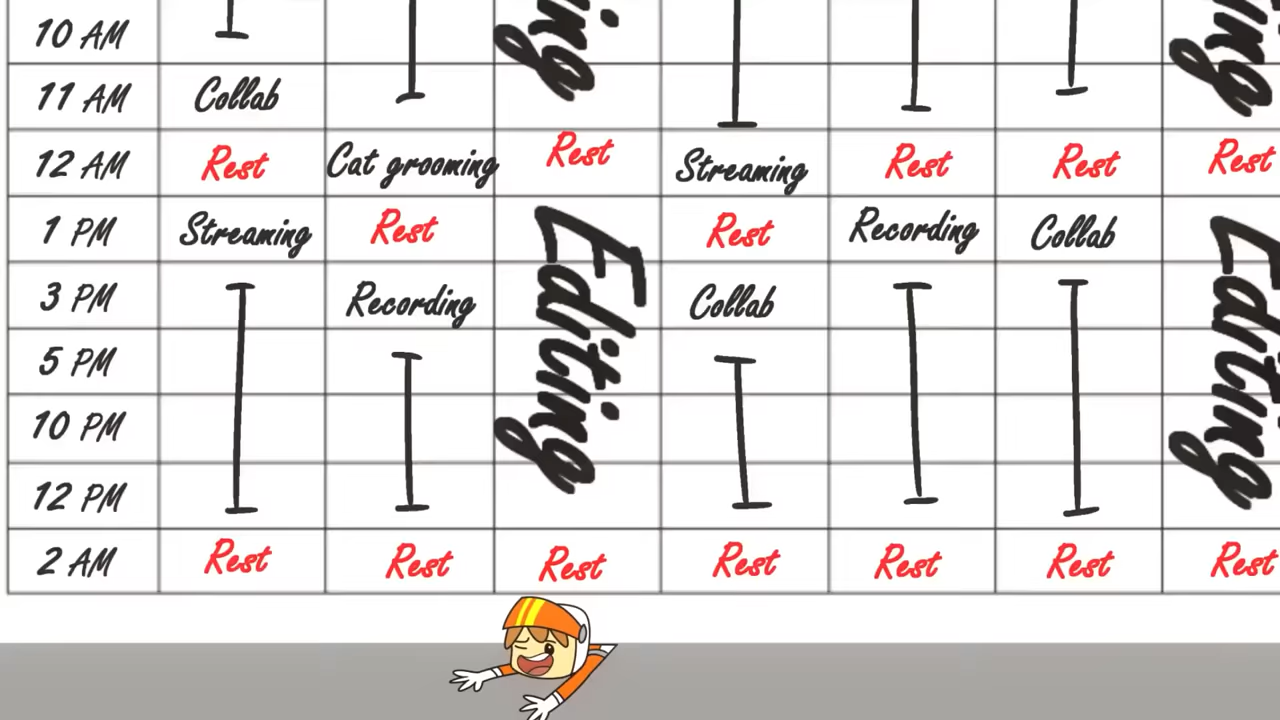 10 AM ing ing
11 AM Collab
12 AM Rest Cat grooming Rest Streaming Rest Rest Rest
1 PM Streaming Rest Editing Rest Recording Collab Editing
3 PM Recording Collab
5 PM
10 PM
12 PM
2 AM Rest Rest Rest Rest Rest Rest Rest